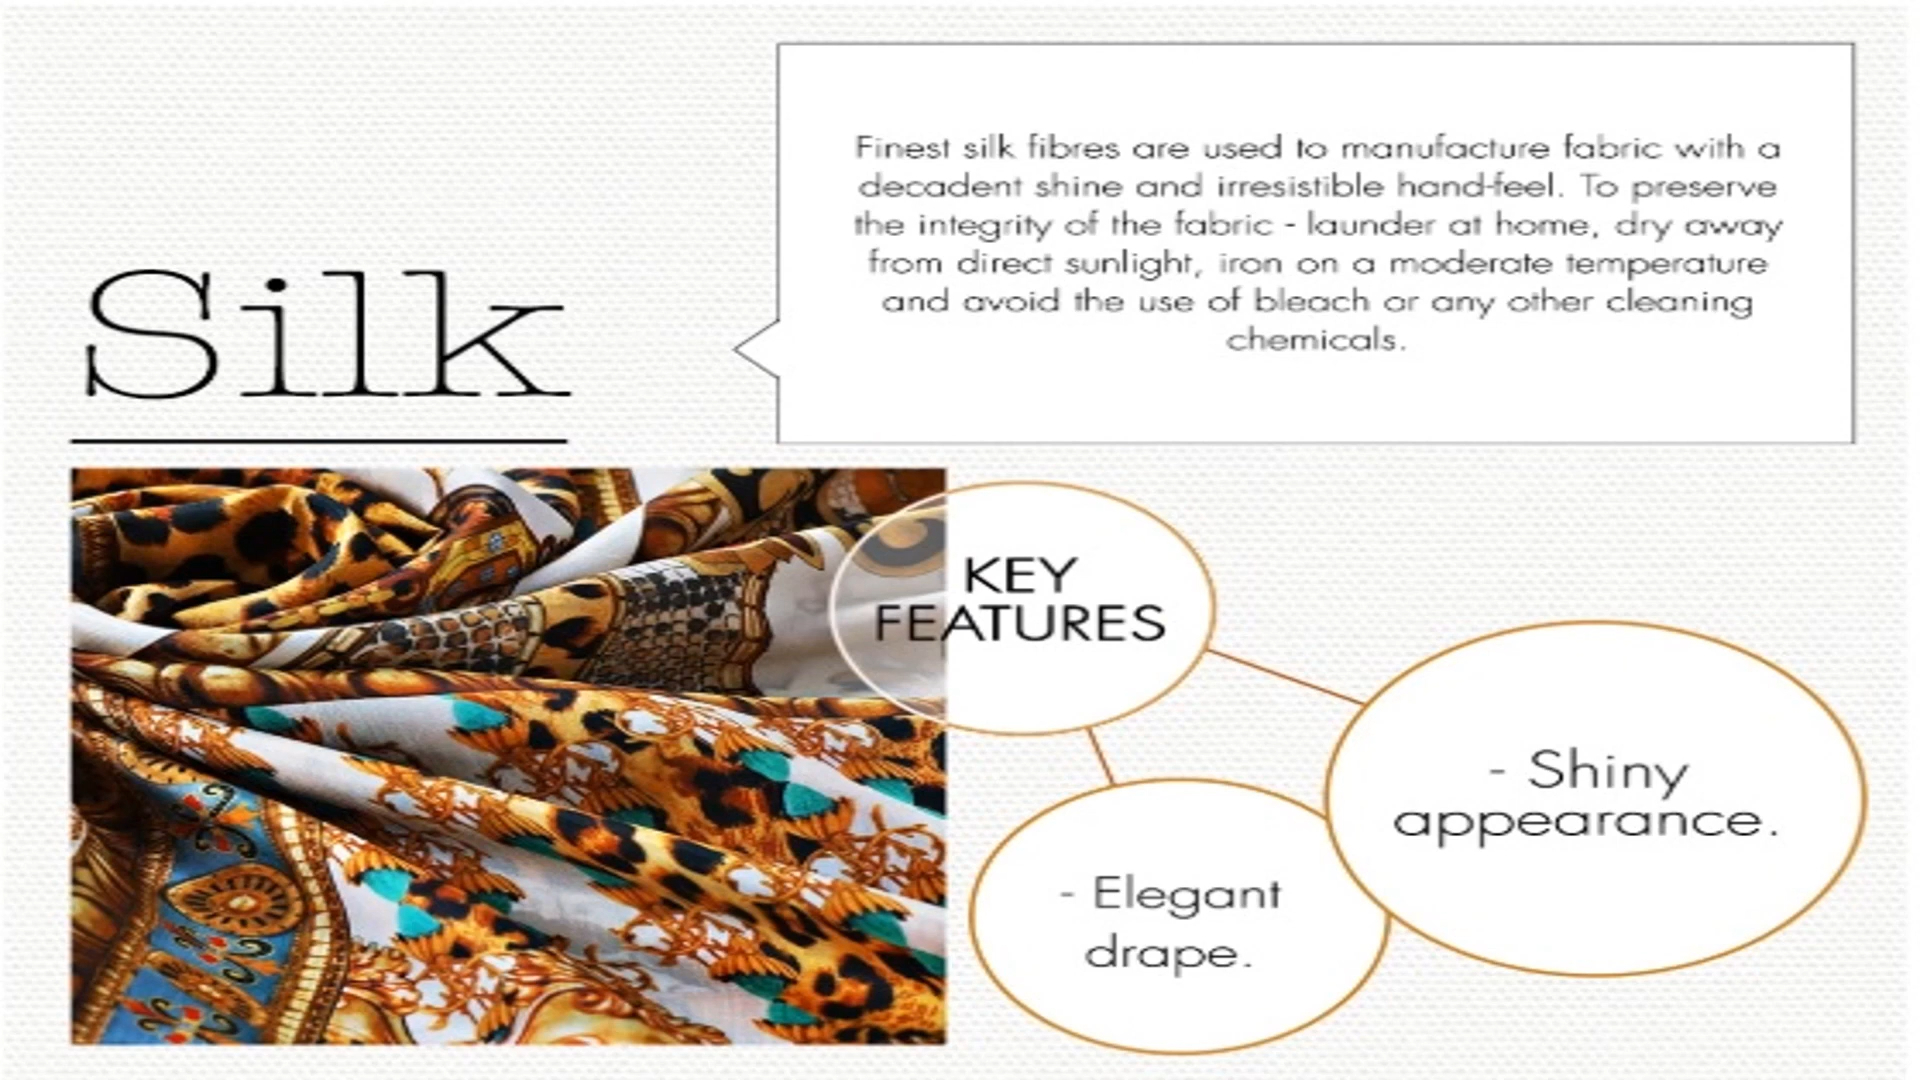 Silk
Finest silk fibres are used to manufacture fabric with a
decadent shine and irresistible hand-feel. To preserve
the integrity of the fabric - launder at home, dry away
from direct sunlight, iron on a moderate temperature
and avoid the use of bleach or any other cleaning
chemicals.
KEY
FEATURES
- Shiny
appearance.
- Elegant
drape.